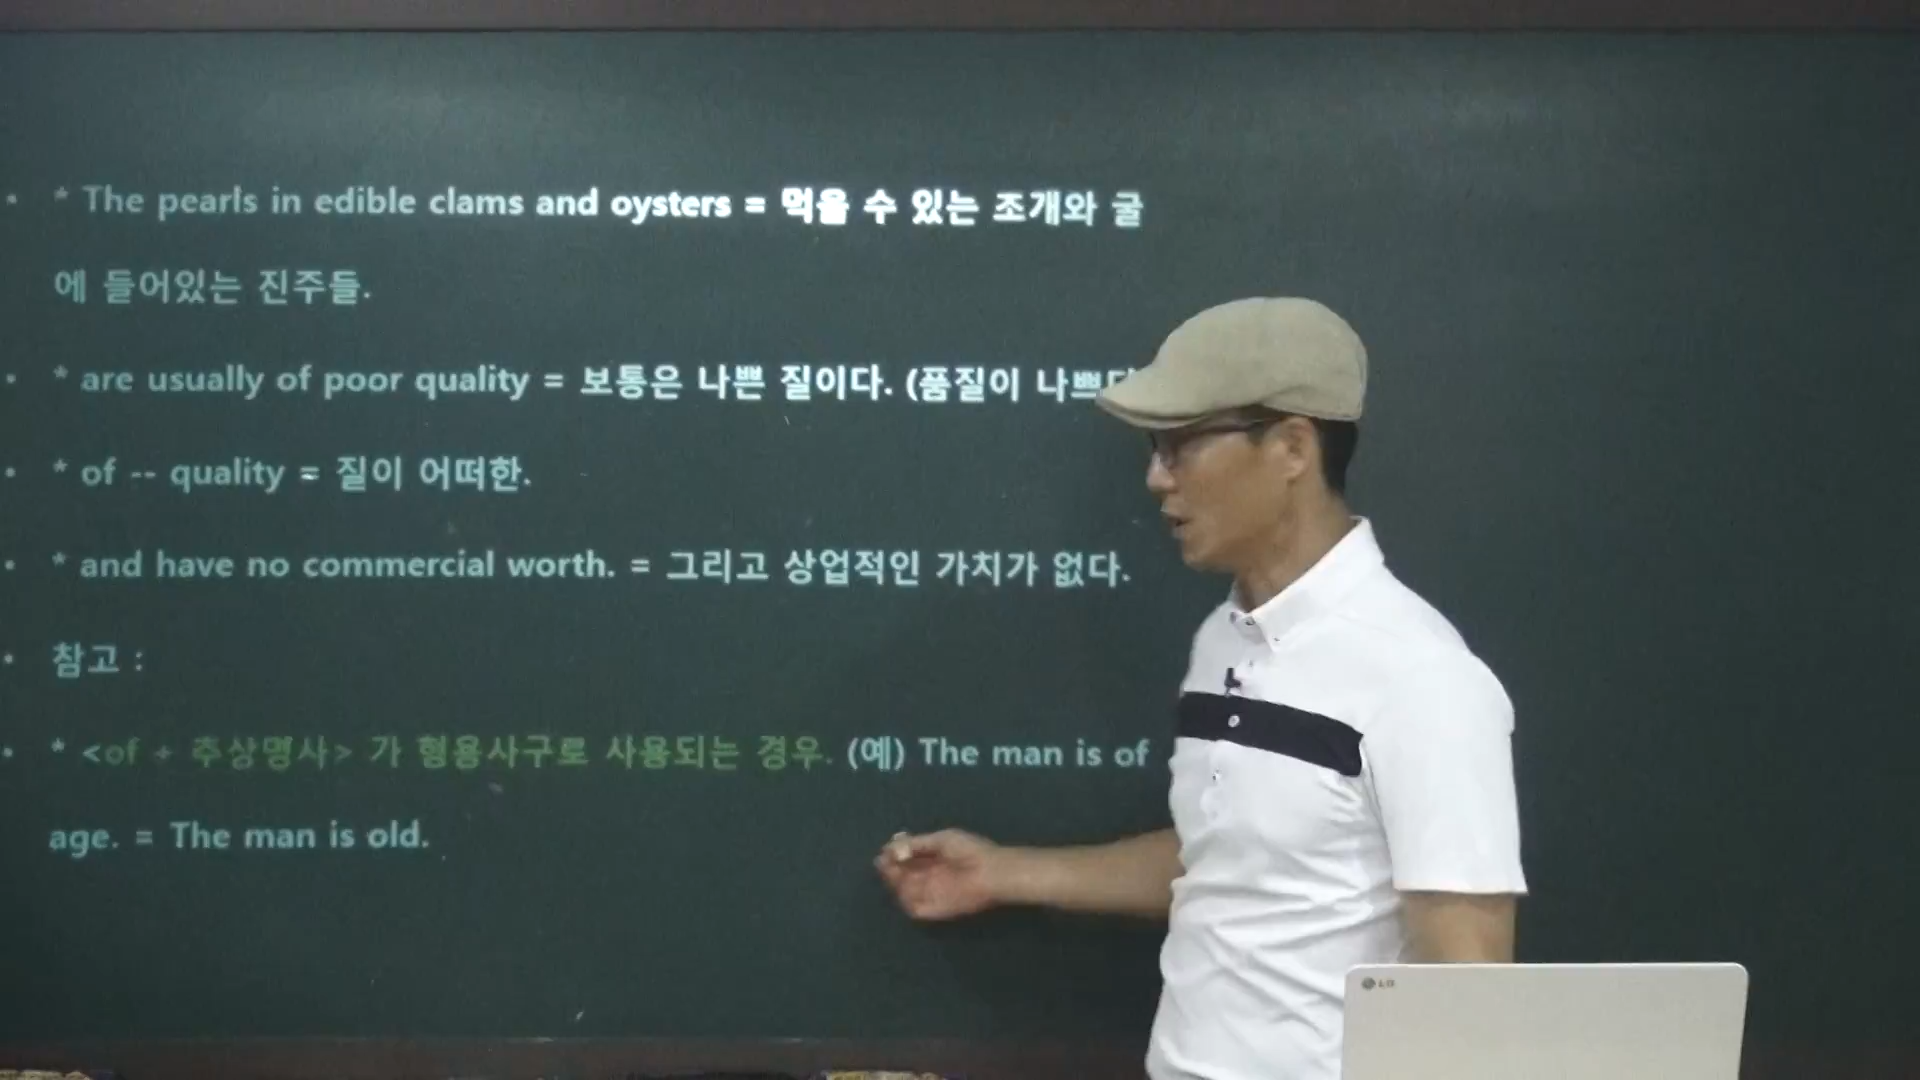 • * The pearls in edible clams and oysters = 먹을 수 있는 조개와 굴
에 들어있는 진주들.
• * are usually of poor quality = 보통은 나쁜 질이다. (품질이
• * of -- quality = 질이 어떠한.
• * and have no commercial worth. = 그리고 상업적인 가치가 없다.
• 참고 :
• * <of + 추상명사> 가 형용사구로 사용되는 경우. (예) The man is of
age. = The man is old.
LG